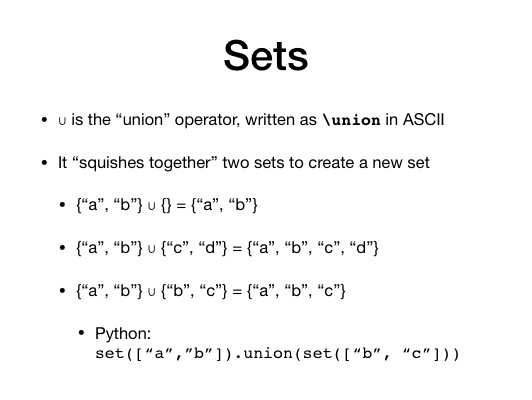 Sets
• ∪ is the “union” operator, written as \union in ASCII
• It “squishes together” two sets to create a new set
• {“a”, “b”} ∪ {} = {“a”, “b”}
• {“a”, “b”} ∪ {“c”, “d”} = {“a”, “b”, “c”, “d”}
• {“a”, “b”} ∪ {“b”, “c”} = {“a”, “b”, “c”}
• Python:
set([“a”,”b”]).union(set([“b”, “c”]))